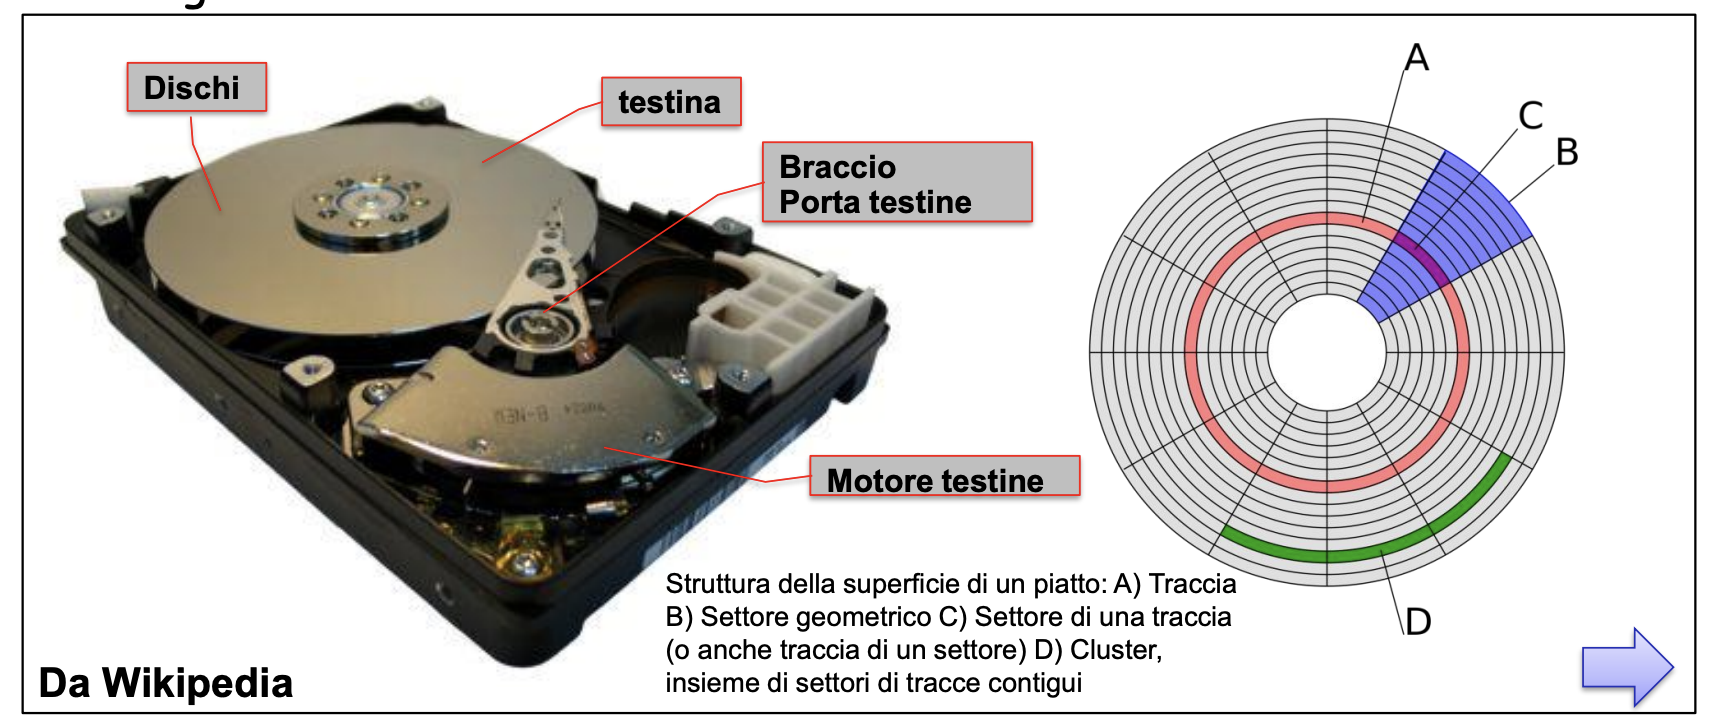 Dischi
testina
Braccio
Porta testine
Motore testine
A
C
B
D
Struttura della superficie di un piatto: A) Traccia
B) Settore geometrico C) Settore di una traccia
(o anche traccia di un settore) D) Cluster,
insieme di settori di tracce contigui
Da Wikipedia